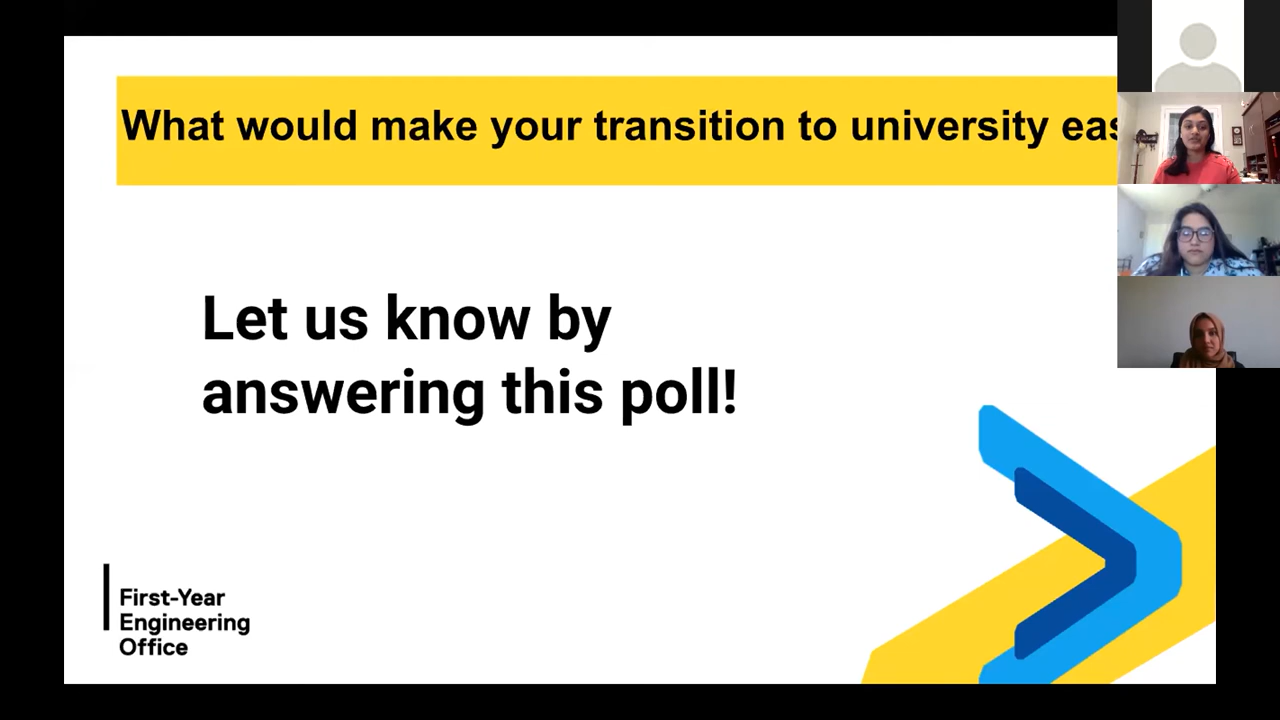 What would make your transition to university eas
Let us know by
answering this poll!
First-Year
Engineering
Office